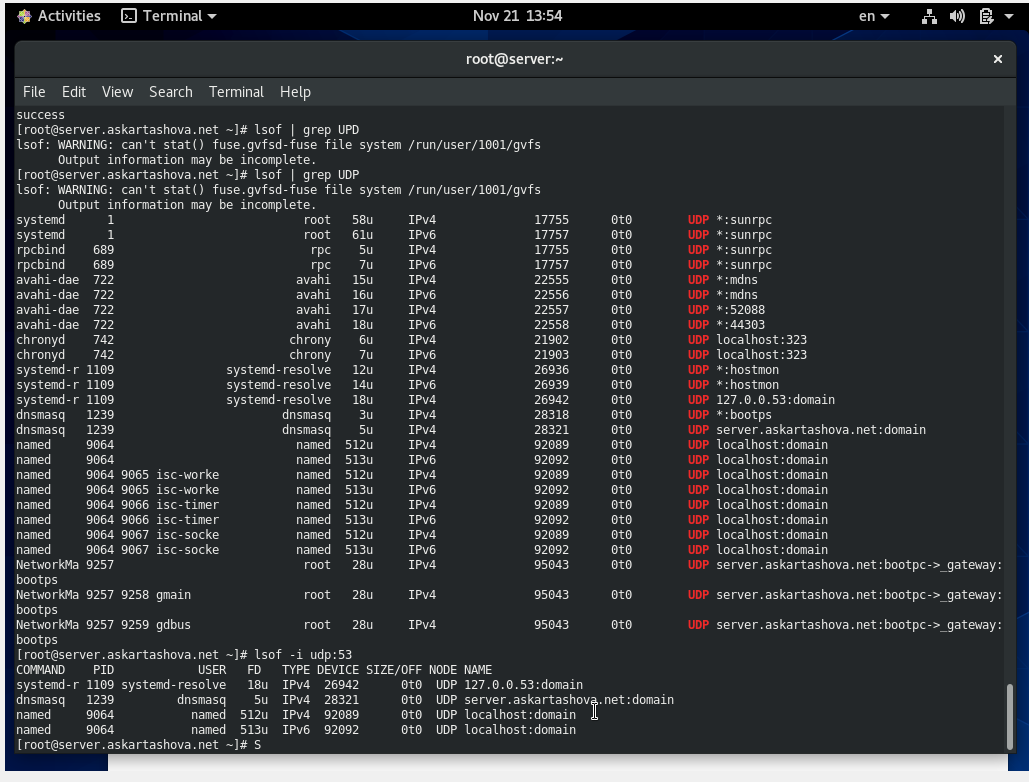 Activities Terminal Nov 21 13:54 en
root@server:~ ×
File Edit View Search Terminal Help
success
[root@server.askartashova.net ~]# lsof | grep UPD
lsof: WARNING: can't stat() fuse.gvfsd-fuse file system /run/user/1001/gvfs
      Output information may be incomplete.
[root@server.askartashova.net ~]# lsof | grep UDP
lsof: WARNING: can't stat() fuse.gvfsd-fuse file system /run/user/1001/gvfs
      Output information may be incomplete.
systemd 1 root 58u IPv4 17755 0t0 UDP *:sunrpc
systemd 1 root 61u IPv6 17757 0t0 UDP *:sunrpc
rpcbind 689 rpc 5u IPv4 17755 0t0 UDP *:sunrpc
rpcbind 689 rpc 7u IPv6 17757 0t0 UDP *:sunrpc
avahi-dae 722 avahi 15u IPv4 22555 0t0 UDP *:mdns
avahi-dae 722 avahi 16u IPv6 22556 0t0 UDP *:mdns
avahi-dae 722 avahi 17u IPv4 22557 0t0 UDP *:52088
avahi-dae 722 avahi 18u IPv6 22558 0t0 UDP *:44303
chronyd 742 chrony 6u IPv4 21902 0t0 UDP localhost:323
chronyd 742 chrony 7u IPv6 21903 0t0 UDP localhost:323
systemd-r 1109 systemd-resolve 12u IPv4 26936 0t0 UDP *:hostmon
systemd-r 1109 systemd-resolve 14u IPv6 26939 0t0 UDP *:hostmon
systemd-r 1109 systemd-resolve 18u IPv4 26942 0t0 UDP 127.0.0.53:domain
dnsmasq 1239 dnsmasq 3u IPv4 28318 0t0 UDP *:bootps
dnsmasq 1239 dnsmasq 5u IPv4 28321 0t0 UDP server.askartashova.net:domain
named 9064 named 512u IPv4 92089 0t0 UDP localhost:domain
named 9064 named 513u IPv6 92092 0t0 UDP localhost:domain
named 9064 9065 isc-worke named 512u IPv4 92089 0t0 UDP localhost:domain
named 9064 9065 isc-worke named 513u IPv6 92092 0t0 UDP localhost:domain
named 9064 9066 isc-timer named 512u IPv4 92089 0t0 UDP localhost:domain
named 9064 9066 isc-timer named 513u IPv6 92092 0t0 UDP localhost:domain
named 9064 9067 isc-socke named 512u IPv4 92089 0t0 UDP localhost:domain
named 9064 9067 isc-socke named 513u IPv6 92092 0t0 UDP localhost:domain
NetworkMa 9257 root 28u IPv4 95043 0t0 UDP server.askartashova.net:bootpc->_gateway:
bootps
NetworkMa 9257 9258 gmain root 28u IPv4 95043 0t0 UDP server.askartashova.net:bootpc->_gateway:
bootps
NetworkMa 9257 9259 gdbus root 28u IPv4 95043 0t0 UDP server.askartashova.net:bootpc->_gateway:
bootps
[root@server.askartashova.net ~]# lsof -i udp:53
COMMAND PID USER FD TYPE DEVICE SIZE/OFF NODE NAME
systemd-r 1109 systemd-resolve 18u IPv4 26942 0t0 UDP 127.0.0.53:domain
dnsmasq 1239 dnsmasq 5u IPv4 28321 0t0 UDP server.askartashova.net:domain
named 9064 named 512u IPv4 92089 0t0 UDP localhost:domain
named 9064 named 513u IPv6 92092 0t0 UDP localhost:domain
[root@server.askartashova.net ~]# S